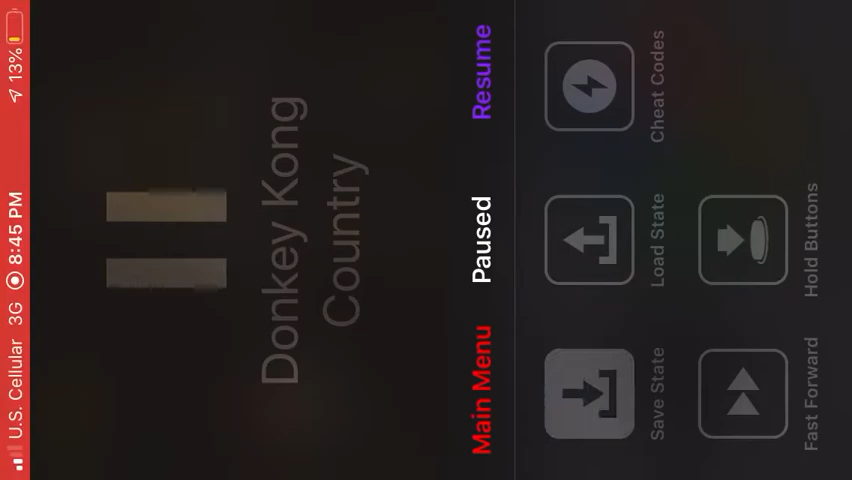 U.S. Cellular 3G 8:45 PM 13%
Donkey Kong
Country
Main Menu Paused Resume
Save State Load State Cheat Codes
Fast Forward Hold Buttons